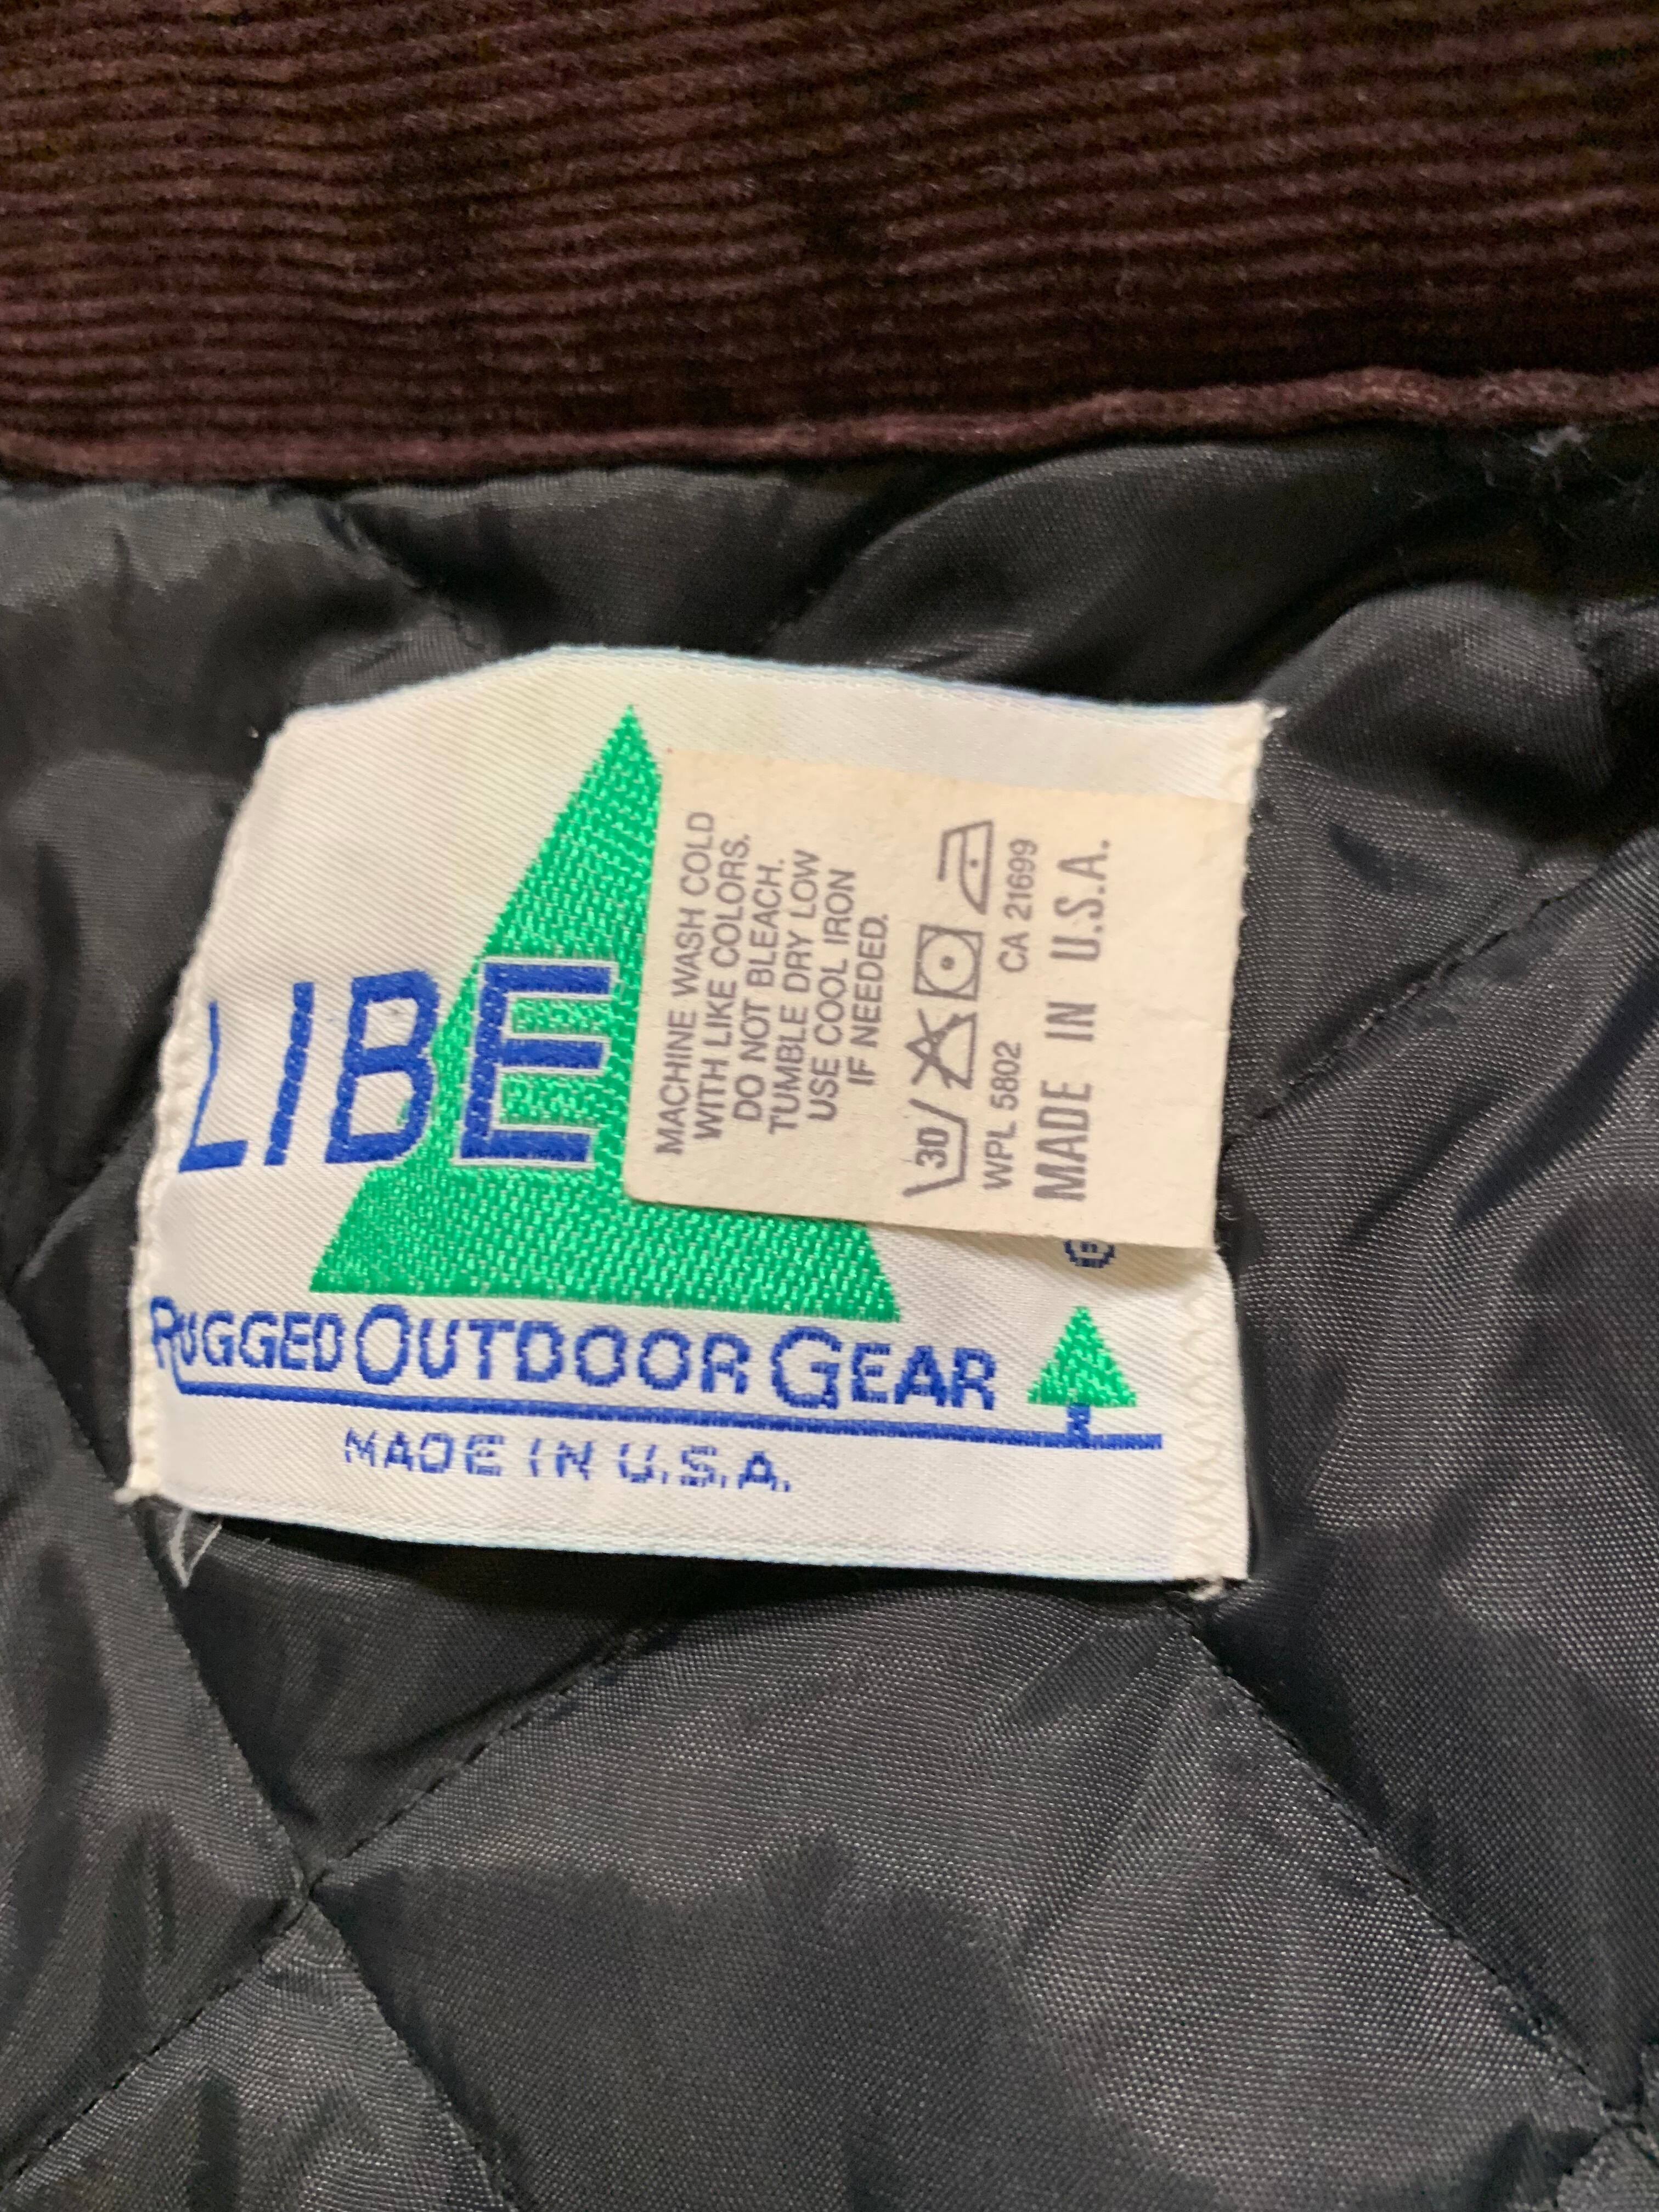 LIBE
RUGGED OUTDOOR GEAR
MADE IN U.S.A.
®
MACHINE WASH COLD
WITH LIKE COLORS.
DO NOT BLEACH.
TUMBLE DRY LOW
USE COOL IRON
IF NEEDED.
30
WPL 5802 CA 21699
MADE IN U.S.A.